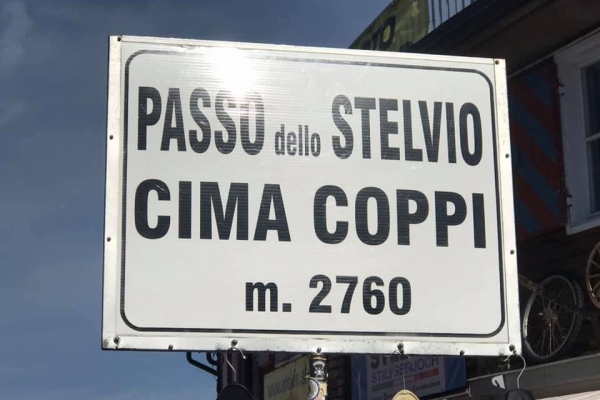 PASSO dello STELVIO
CIMA COPPI
m. 2760